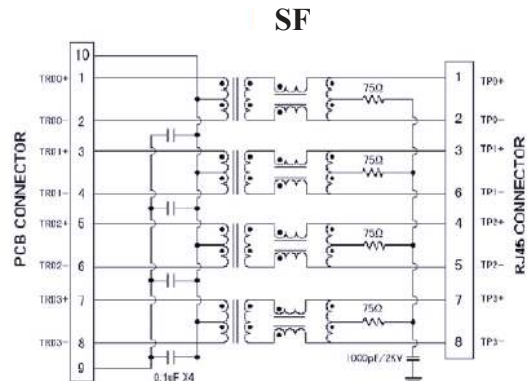 SF
10
TRD0+ 1 75Ω 1 TP0+
TRD0- 2 2 TP0-
TRD1+ 3 75Ω 3 TP1+
TRD1- 4 6 TP1-
TRD2+ 5 75Ω 4 TP2+
TRD2- 6 5 TP2-
TRD3+ 7 75Ω 7 TP3+
TRD3- 8 8 TP3-
9
0.1uF X4
1000pF/2KV
PCB CONNECTOR
RJ45 CONNECTOR